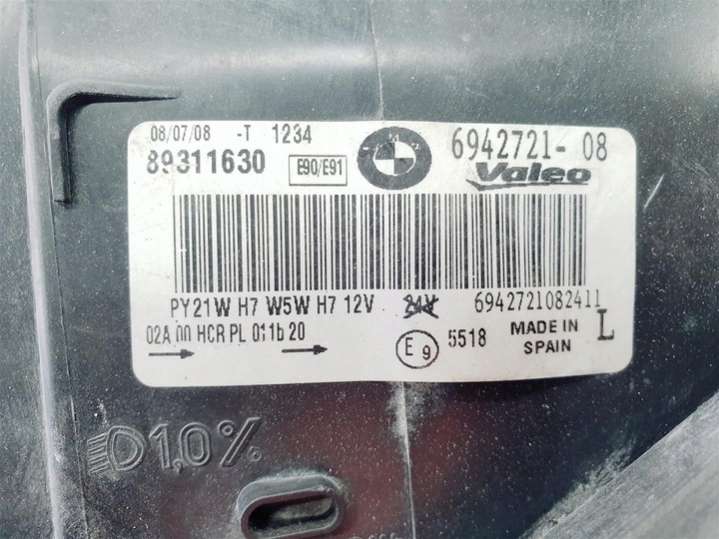 08/07/08 -T 1234
89311630 E90/E91 6942721-08
Valeo
PY21W H7 W5W H7 12V 24V 6942721082411
02A 00 HCR PL 011b 20 E9 5518 MADE IN SPAIN L
1,0%